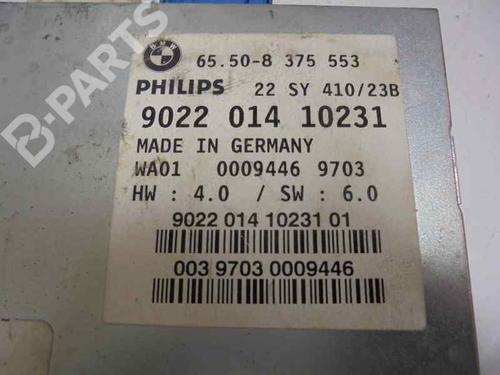 BMW
65.50-8 375 553
PHILIPS 22 SY 410/23B
9022 014 10231
MADE IN GERMANY
WA01 0009446 9703
HW : 4.0 / SW : 6.0
9022 014 10231 01
003 9703 0009446
B-PARTS